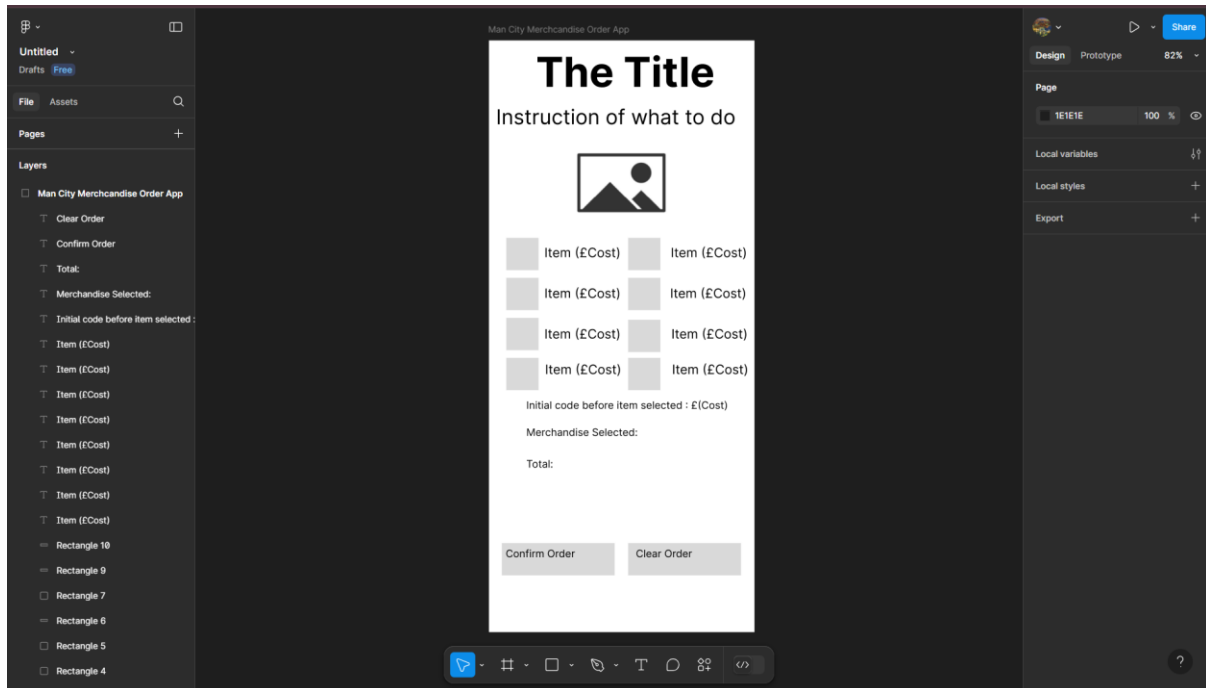 Untitled
Drafts Free
File Assets
Pages
Layers
Man City Merchcandise Order App
Clear Order
Confirm Order
Total:
Merchandise Selected:
Initial code before item selected :
Item (£Cost)
Item (£Cost)
Item (£Cost)
Item (£Cost)
Item (£Cost)
Item (£Cost)
Item (£Cost)
Item (£Cost)
Rectangle 10
Rectangle 9
Rectangle 7
Rectangle 6
Rectangle 5
Rectangle 4
Man City Merchcandise Order App
The Title
Instruction of what to do
Item (£Cost) Item (£Cost)
Item (£Cost) Item (£Cost)
Item (£Cost) Item (£Cost)
Item (£Cost) Item (£Cost)
Initial code before item selected : £(Cost)
Merchandise Selected:
Total:
Confirm Order Clear Order
Share
Design Prototype 82%
Page
1E1E1E 100 %
Local variables
Local styles
Export
?